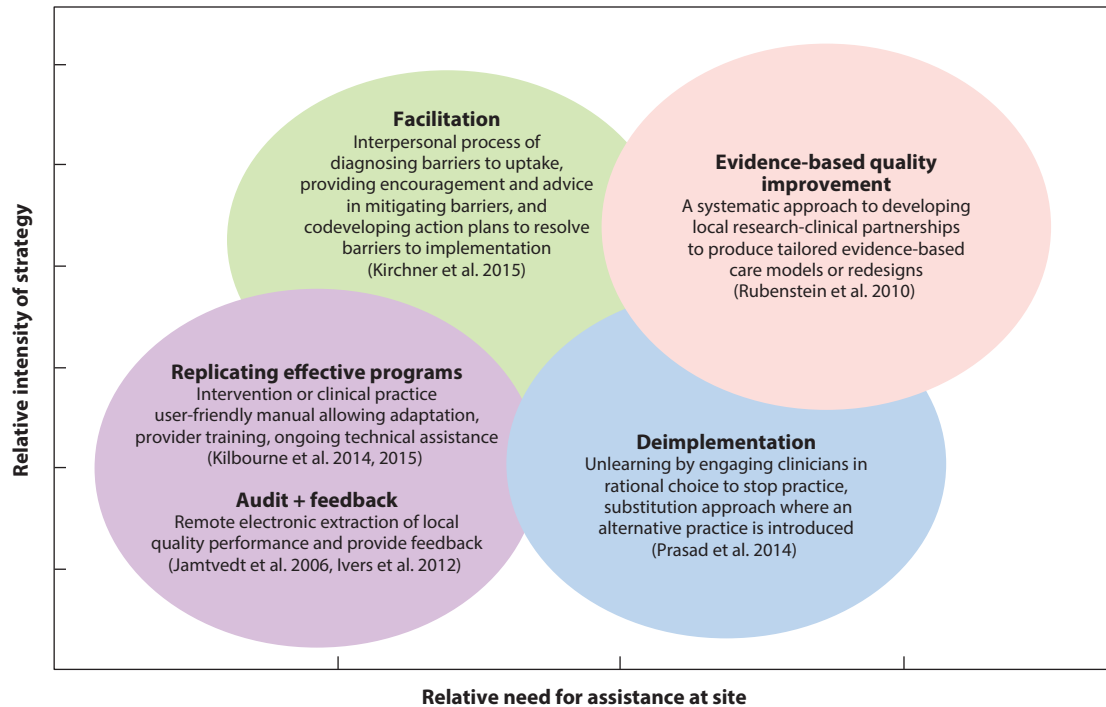 Relative intensity of strategy
Facilitation
Interpersonal process of
diagnosing barriers to uptake,
providing encouragement and advice
in mitigating barriers, and
codeveloping action plans to resolve
barriers to implementation
(Kirchner et al. 2015)
Evidence-based quality
improvement
A systematic approach to developing
local research-clinical partnerships
to produce tailored evidence-based
care models or redesigns
(Rubenstein et al. 2010)
Replicating effective programs
Intervention or clinical practice
user-friendly manual allowing adaptation,
provider training, ongoing technical assistance
(Kilbourne et al. 2014, 2015)
Audit + feedback
Remote electronic extraction of local
quality performance and provide feedback
(Jamtvedt et al. 2006, Ivers et al. 2012)
Deimplementation
Unlearning by engaging clinicians in
rational choice to stop practice,
substitution approach where an
alternative practice is introduced
(Prasad et al. 2014)
Relative need for assistance at site